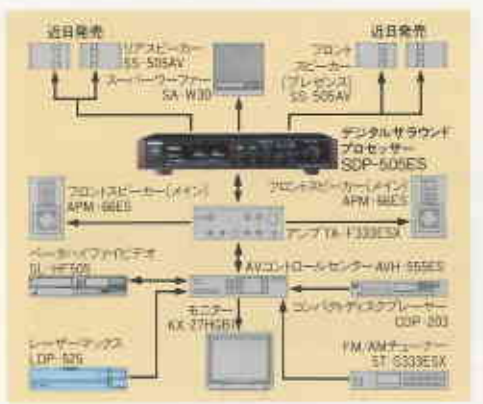 近日発売
近日発売
リアスピーカー
SS-505AV
スーパーウーファー
SA-W30
フロント
スピーカー
(プレゼンス)
SS-505AV
デジタルサラウンド
プロセッサー
SDP-505ES
フロントスピーカー(メイン)
APM-66ES
フロントスピーカー(メイン)
APM-66ES
アンプ TA-F333ESX
ベータハイファイビデオ
SL-HF505
AVコントロールセンター AVH-555ES
モニター
KX-27HGB1
コンパクトディスクプレーヤー
CDP-203
レーザーマックス
LDP-525
FM/AMチューナー
ST-S333ESX